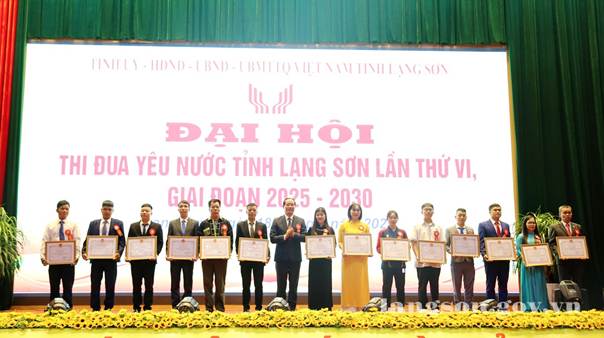 TỈNH ỦY - HĐND - UBND - UBMTTQ VIỆT NAM TỈNH LẠNG SƠN
ĐẠI HỘI
THI ĐUA YÊU NƯỚC TỈNH LẠNG SƠN LẦN THỨ VI,
GIAI ĐOẠN 2025 - 2030
langson.gov.vn